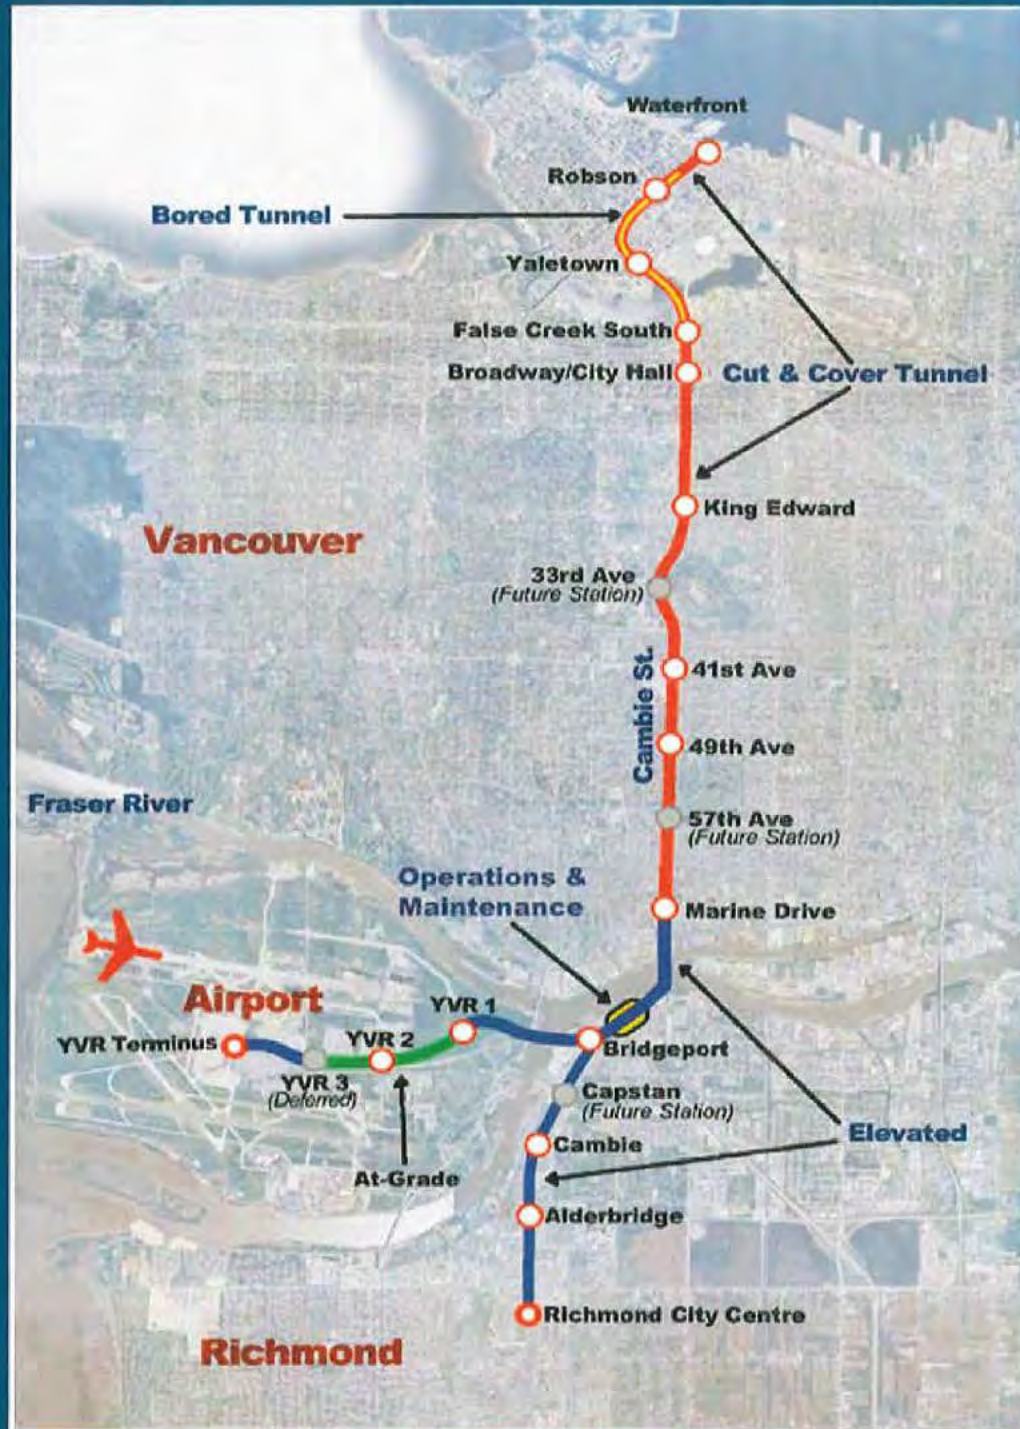 Waterfront
Robson
Bored Tunnel
Yaletown
False Creek South
Broadway/City Hall
Cut & Cover Tunnel
King Edward
Vancouver
33rd Ave
(Future Station)
Cambie St.
41st Ave
49th Ave
Fraser River
57th Ave
(Future Station)
Operations &
Maintenance
Marine Drive
Airport
YVR 1
YVR Terminus
YVR 2
Bridgeport
YVR 3
(Deferred)
Capstan
(Future Station)
Elevated
Cambie
At-Grade
Alderbridge
Richmond City Centre
Richmond